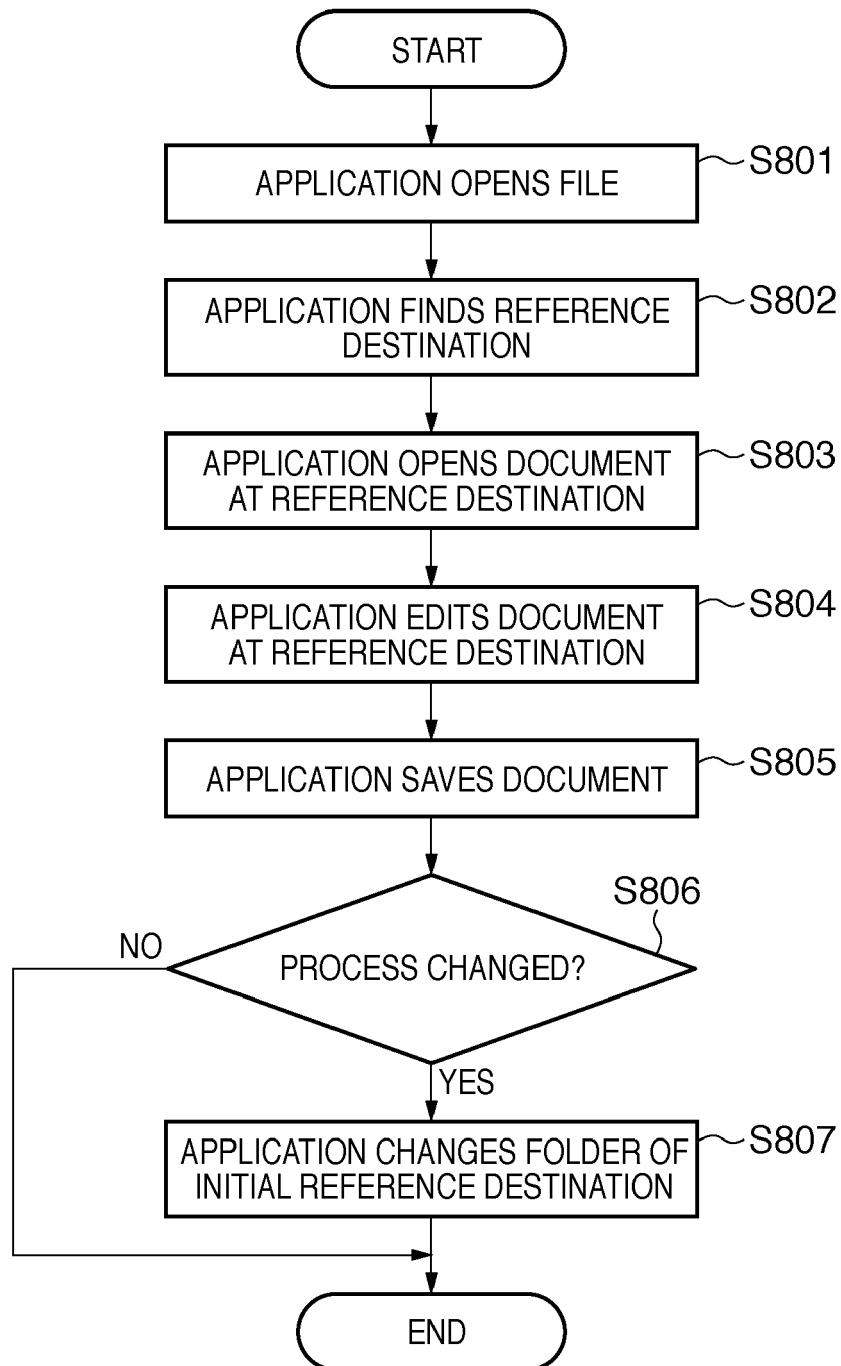 START
APPLICATION OPENS FILE
S801
APPLICATION FINDS REFERENCE
DESTINATION
S802
APPLICATION OPENS DOCUMENT
AT REFERENCE DESTINATION
S803
APPLICATION EDITS DOCUMENT
AT REFERENCE DESTINATION
S804
APPLICATION SAVES DOCUMENT
S805
S806
NO
PROCESS CHANGED?
YES
APPLICATION CHANGES FOLDER OF
INITIAL REFERENCE DESTINATION
S807
END